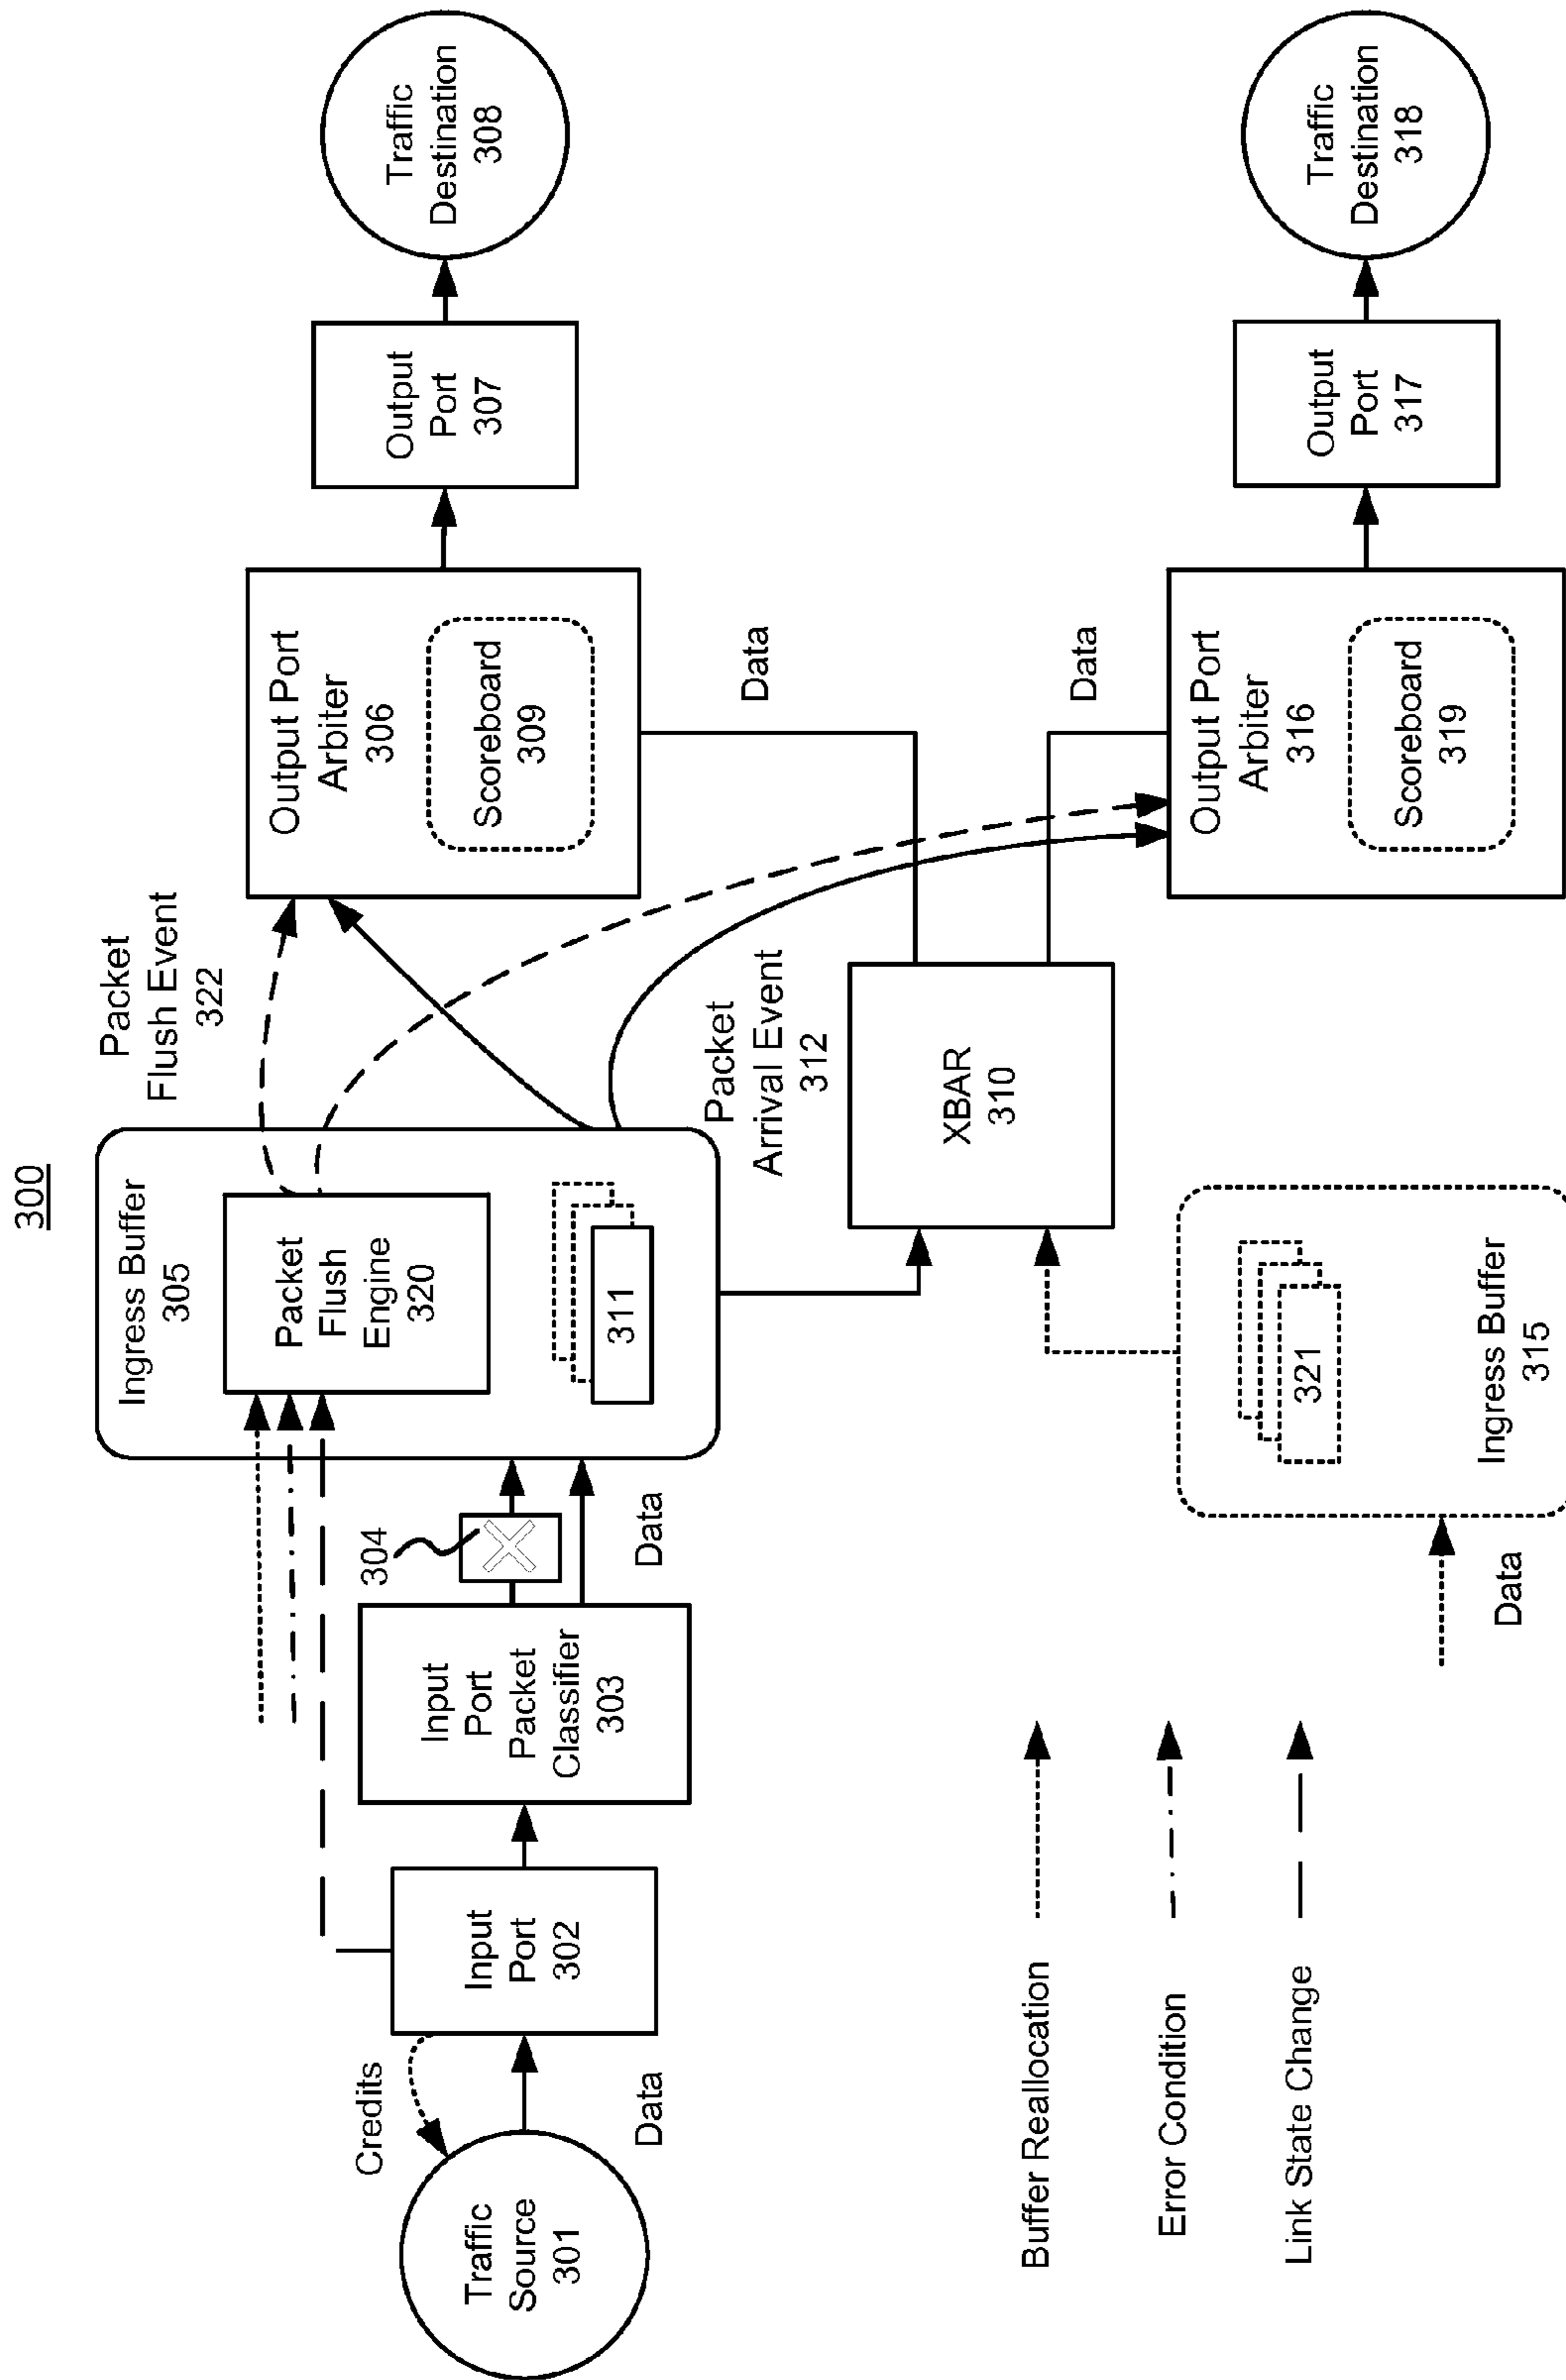 300
Traffic
Source
301
Credits
Data
Input
Port
302
Input
Port
Packet
Classifier
303
304
Data
Ingress Buffer
305
Packet
Flush
Engine
320
311
Packet
Flush Event
322
Packet
Arrival Event
312
Output Port
Arbiter
306
Scoreboard
309
Output
Port
307
Traffic
Destination
308
Data
Data
XBAR
310
Output Port
Arbiter
316
Scoreboard
319
Output
Port
317
Traffic
Destination
318
321
Ingress Buffer
315
Data
Buffer Reallocation
Error Condition
Link State Change